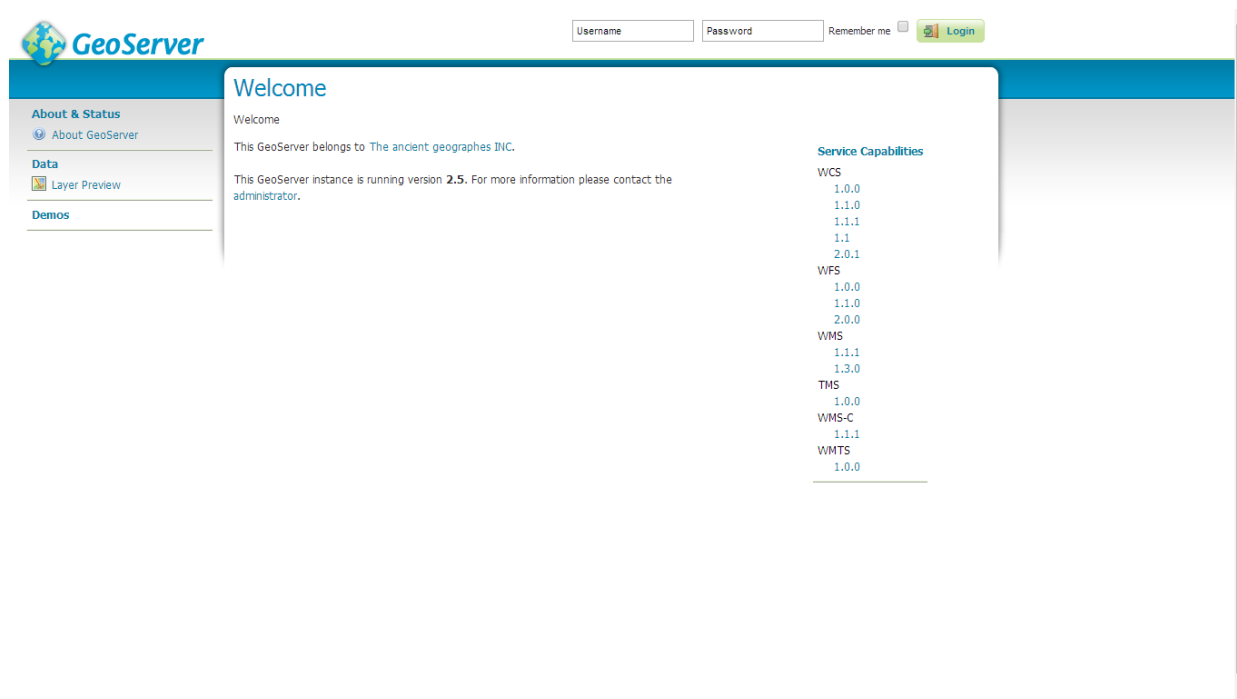 GeoServer
Username
Password
Remember me
Login
Welcome
About & Status
About GeoServer
Data
Layer Preview
Demos
Welcome
This GeoServer belongs to The ancient geographes INC.
This GeoServer instance is running version 2.5. For more information please contact the
administrator.
Service Capabilities
WCS
1.0.0
1.1.0
1.1.1
1.1
2.0.1
WFS
1.0.0
1.1.0
2.0.0
WMS
1.1.1
1.3.0
TMS
1.0.0
WMS-C
1.1.1
WMTS
1.0.0